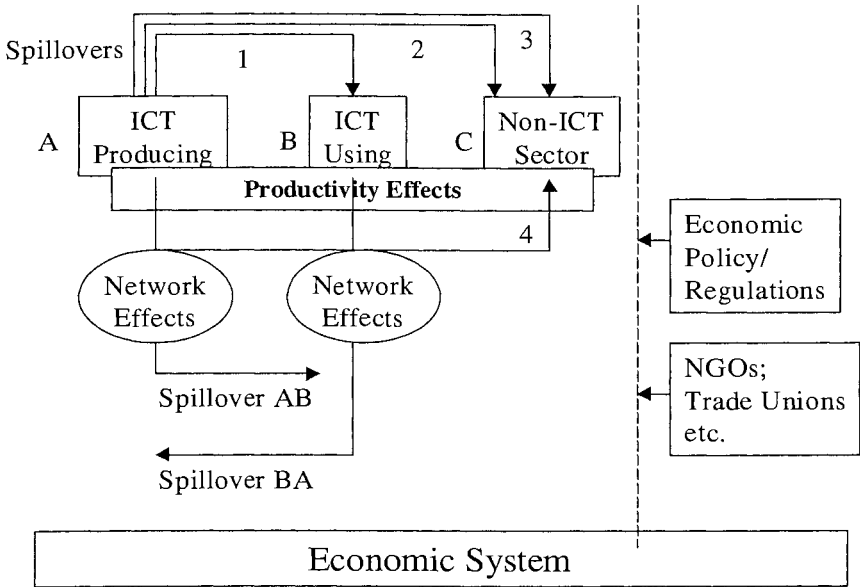 Spillovers
1
2
3
A
ICT
Producing
B
ICT
Using
C
Non-ICT
Sector
Productivity Effects
4
Network
Effects
Network
Effects
Spillover AB
Spillover BA
Economic
Policy/
Regulations
NGOs;
Trade Unions
etc.
Economic System